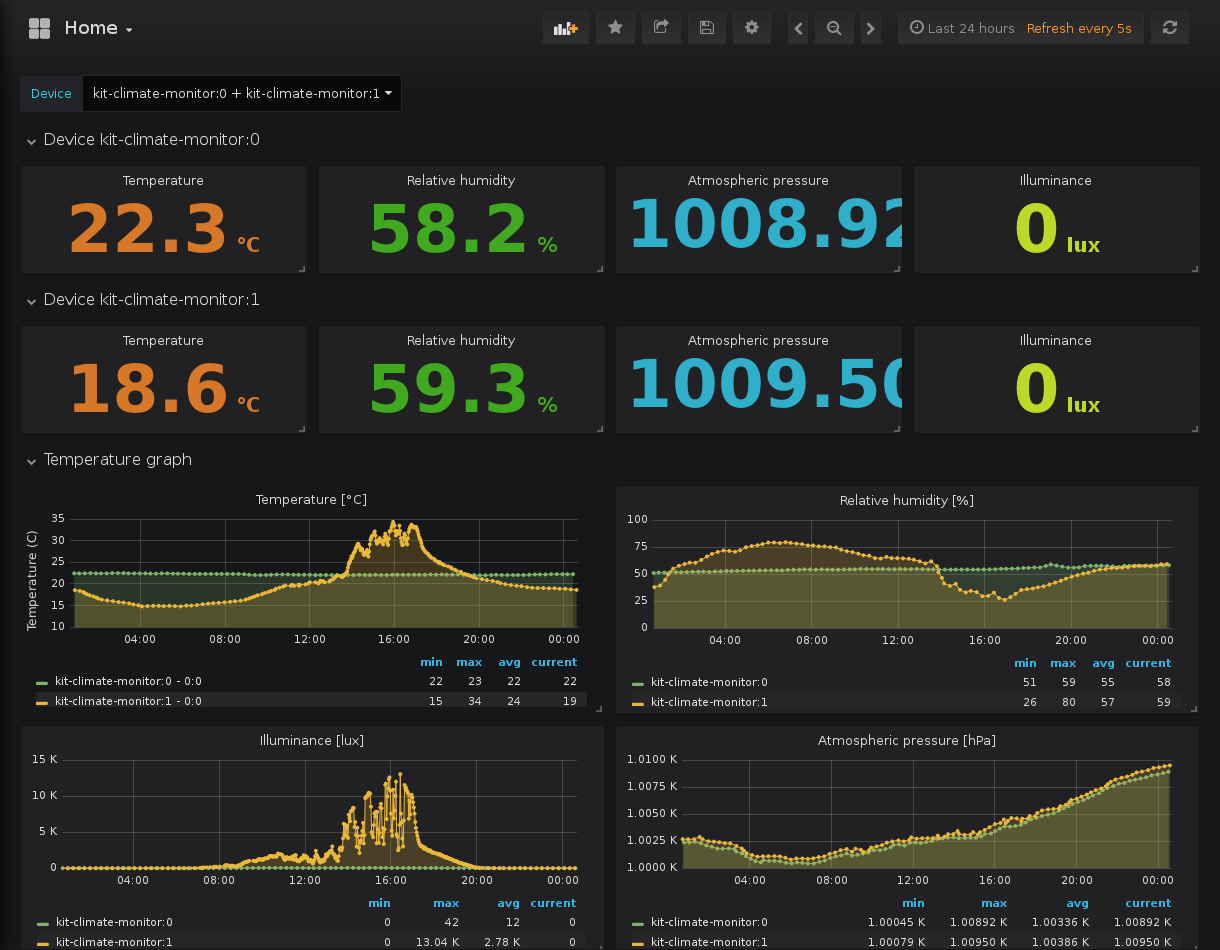 Home
Last 24 hours Refresh every 5s
Device kit-climate-monitor:0 + kit-climate-monitor:1
Device kit-climate-monitor:0
Temperature Relative humidity Atmospheric pressure Illuminance
22.3 °C 58.2 % 1008.92 0 lux
Device kit-climate-monitor:1
Temperature Relative humidity Atmospheric pressure Illuminance
18.6 °C 59.3 % 1009.50 0 lux
Temperature graph
Temperature [°C]
Temperature (C)
35
30
25
20
15
10
04:00 08:00 12:00 16:00 20:00 00:00
min max avg current
kit-climate-monitor:0 - 0:0 22 23 22 22
kit-climate-monitor:1 - 0:0 15 34 24 19
Relative humidity [%]
100
75
50
25
0
04:00 08:00 12:00 16:00 20:00 00:00
min max avg current
kit-climate-monitor:0 51 59 55 58
kit-climate-monitor:1 26 80 57 59
Illuminance [lux]
15 K
10 K
5 K
0
04:00 08:00 12:00 16:00 20:00 00:00
min max avg current
kit-climate-monitor:0 0 42 12 0
kit-climate-monitor:1 0 13.04 K 2.78 K 0
Atmospheric pressure [hPa]
1.0100 K
1.0075 K
1.0050 K
1.0025 K
1.0000 K
04:00 08:00 12:00 16:00 20:00 00:00
min max avg current
kit-climate-monitor:0 1.00045 K 1.00892 K 1.00336 K 1.00892 K
kit-climate-monitor:1 1.00079 K 1.00950 K 1.00386 K 1.00950 K